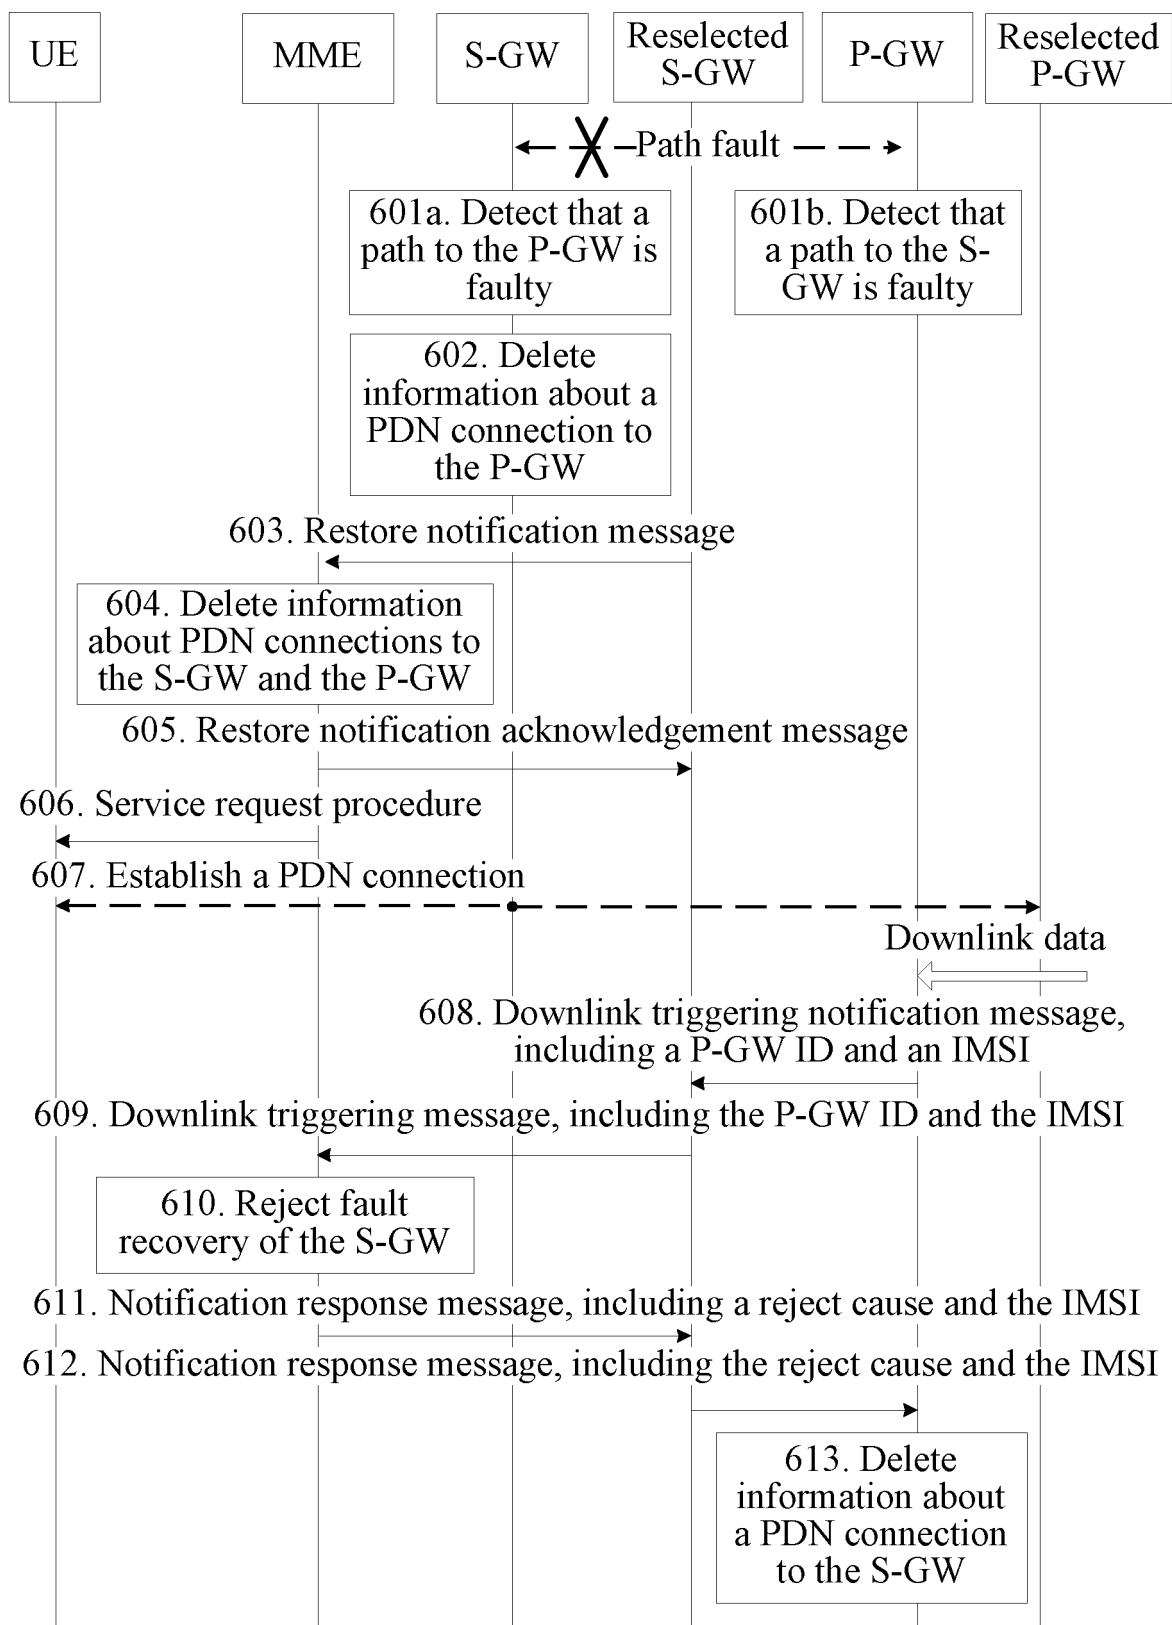 UE
MME
S-GW
Reselected
S-GW
P-GW
Reselected
P-GW
Path fault
601a. Detect that a
path to the P-GW is
faulty
601b. Detect that
a path to the S-
GW is faulty
602. Delete
information about a
PDN connection to
the P-GW
603. Restore notification message
604. Delete information
about PDN connections to
the S-GW and the P-GW
605. Restore notification acknowledgement message
606. Service request procedure
607. Establish a PDN connection
Downlink data
608. Downlink triggering notification message,
including a P-GW ID and an IMSI
609. Downlink triggering message, including the P-GW ID and the IMSI
610. Reject fault
recovery of the S-GW
611. Notification response message, including a reject cause and the IMSI
612. Notification response message, including the reject cause and the IMSI
613. Delete
information about
a PDN connection
to the S-GW